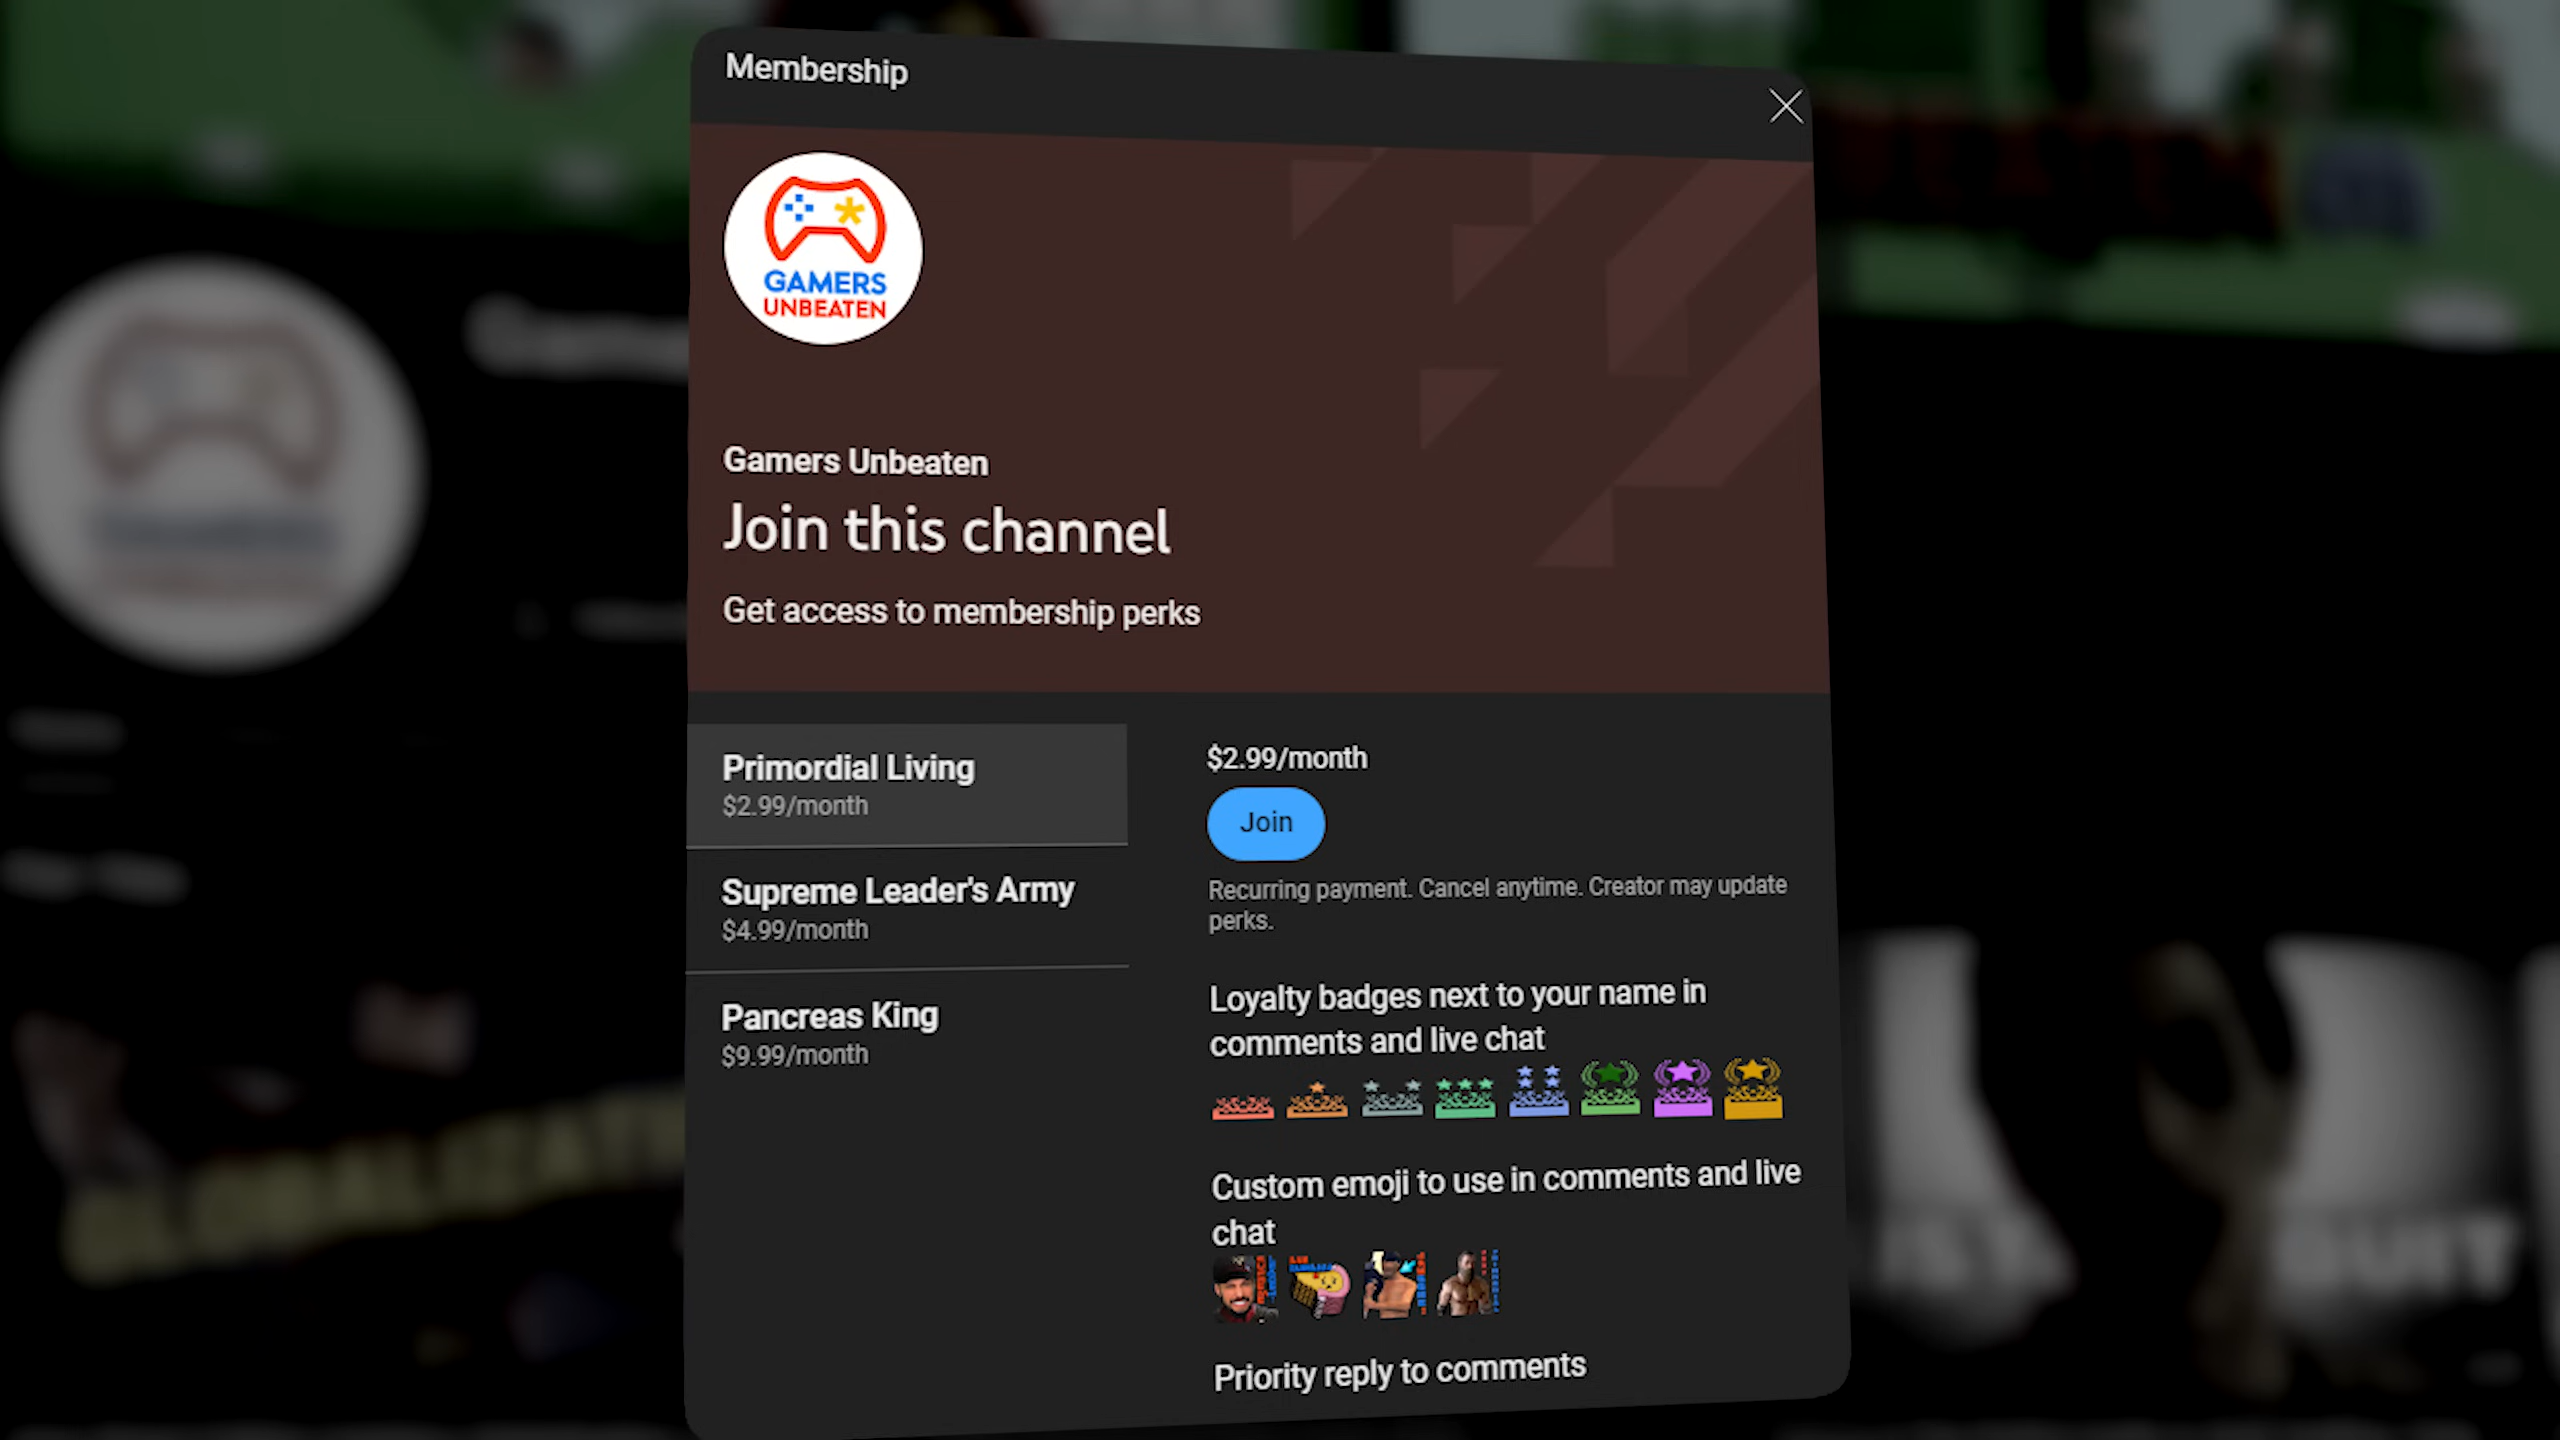 Membership
GAMERS
UNBEATEN
Gamers Unbeaten
Join this channel
Get access to membership perks
Primordial Living
$2.99/month
Supreme Leader's Army
$4.99/month
Pancreas King
$9.99/month
$2.99/month
Join
Recurring payment. Cancel anytime. Creator may update
perks.
Loyalty badges next to your name in
comments and live chat
Custom emoji to use in comments and live
chat
Priority reply to comments